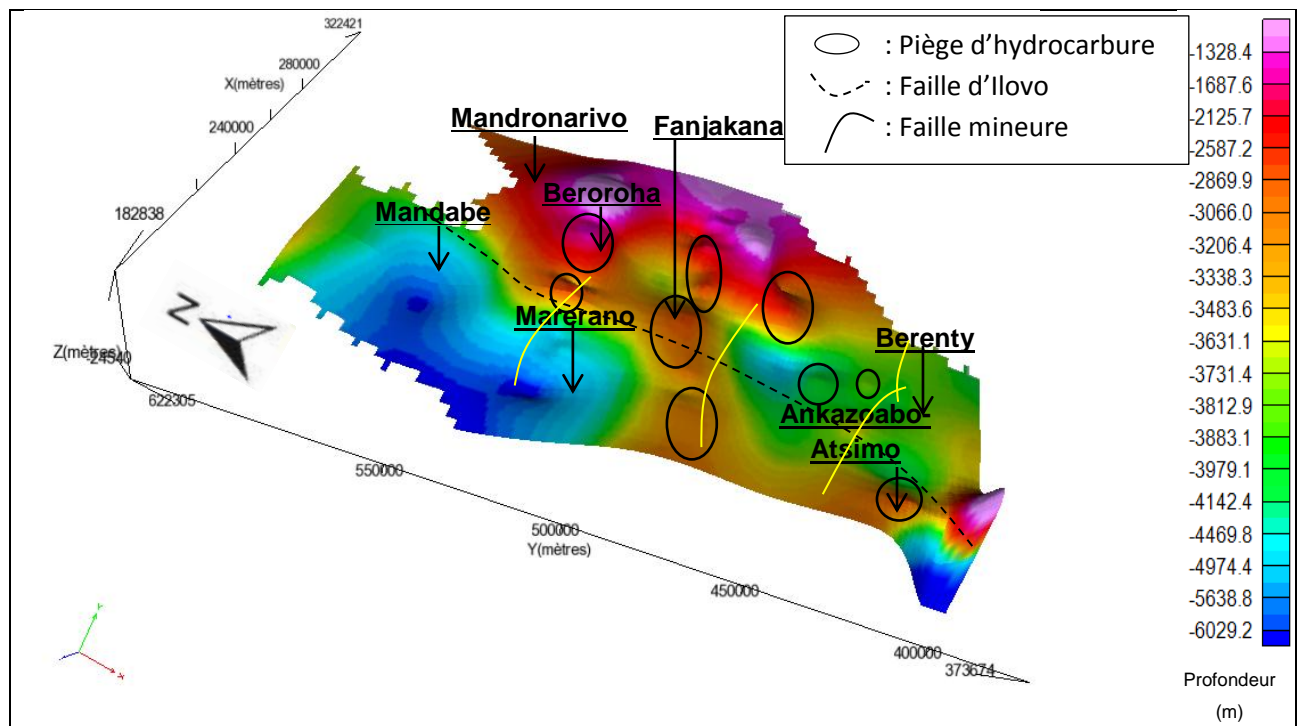 322421
280000
X(mètres)
240000
182838
Z(mètres)
-24540
622305
550000
500000
Y(mètres)
450000
400000
373674
N
: Piège d'hydrocarbure
: Faille d'Ilovo
: Faille mineure
Mandronarivo
Fanjakana
Beroroha
Mandabe
Marerano
Berenty
Ankazoabo-
Atsimo
-1328.4
-1687.6
-2125.7
-2587.2
-2869.9
-3066.0
-3206.4
-3338.3
-3483.6
-3631.1
-3731.4
-3812.9
-3883.1
-3979.1
-4142.4
-4469.8
-4974.4
-5638.8
-6029.2
Profondeur
(m)